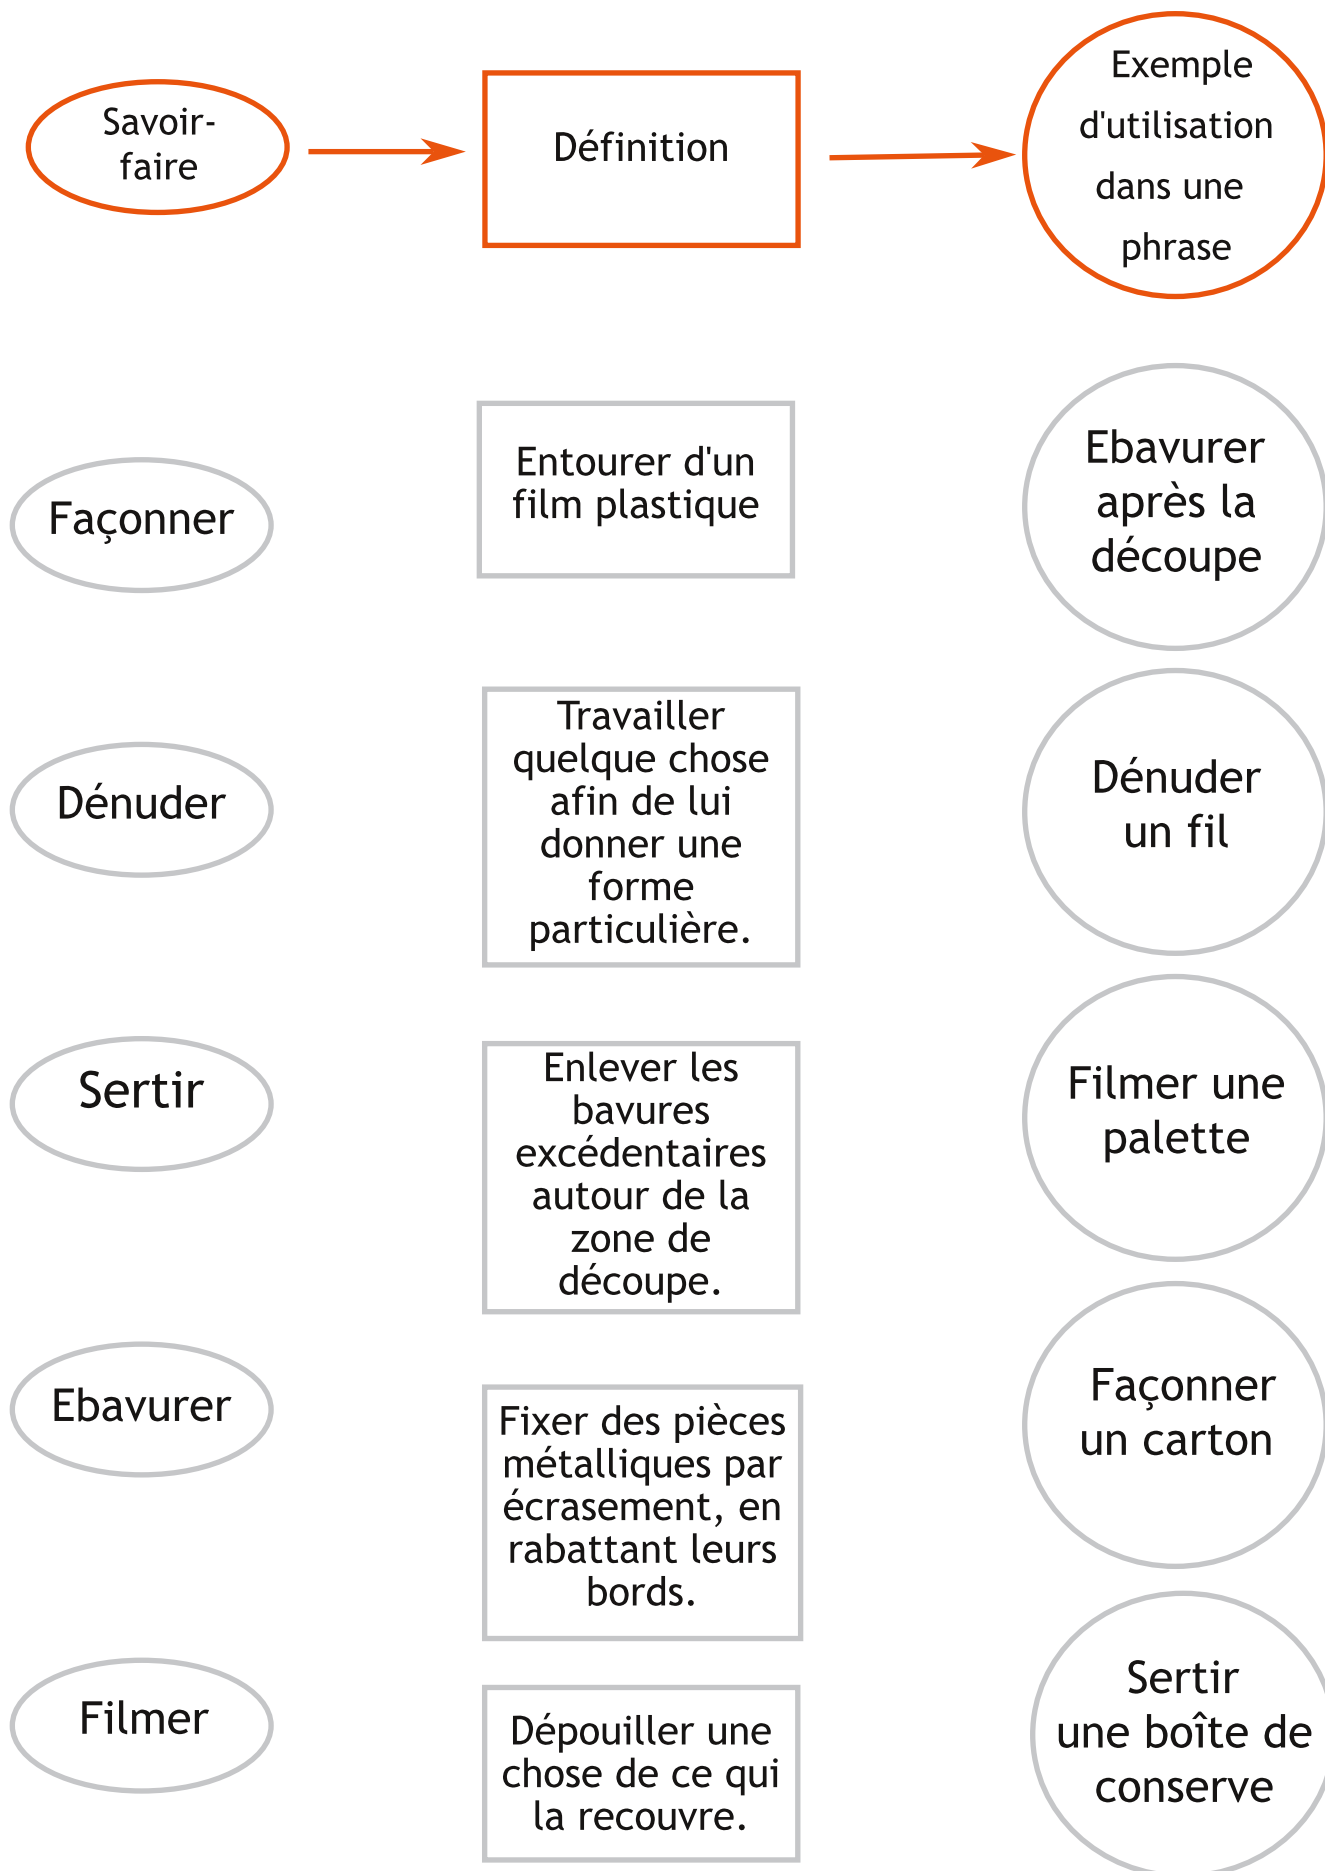 Savoir-
faire
Définition
Exemple
d'utilisation
dans une
phrase
Façonner
Entourer d'un
film plastique
Ebavurer
après la
découpe
Dénuder
Travailler
quelque chose
afin de lui
donner une
forme
particulière.
Dénuder
un fil
Sertir
Enlever les
bavures
excédentaires
autour de la
zone de
découpe.
Filmer une
palette
Ebavurer
Fixer des pièces
métalliques par
écrasement, en
rabattant leurs
bords.
Façonner
un carton
Filmer
Dépouiller une
chose de ce qui
la recouvre.
Sertir
une boîte de
conserve